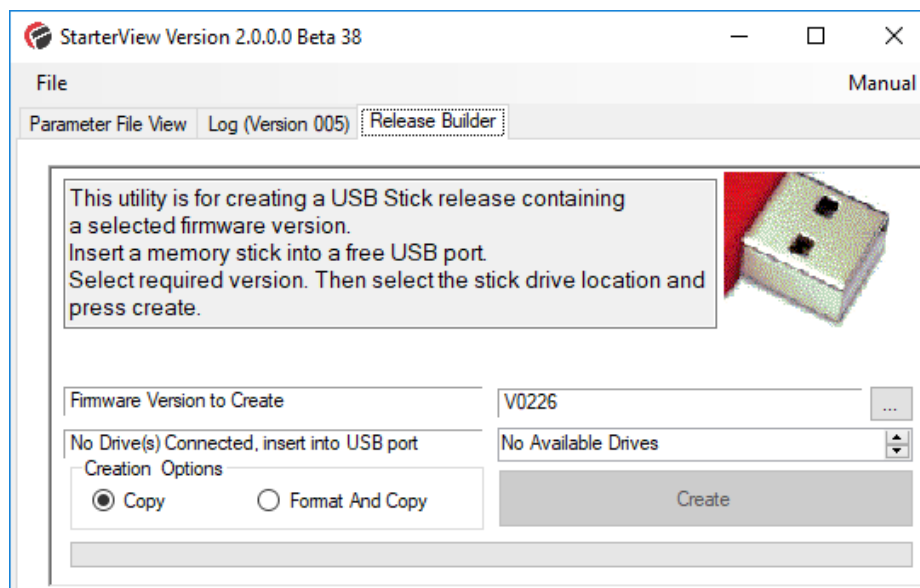 StarterView Version 2.0.0.0 Beta 38
File
Manual
Parameter File View
Log (Version 005)
Release Builder
This utility is for creating a USB Stick release containing
a selected firmware version.
Insert a memory stick into a free USB port.
Select required version. Then select the stick drive location and
press create.
Firmware Version to Create
V0226
...
No Drive(s) Connected, insert into USB port
No Available Drives
Creation Options
Copy
Format And Copy
Create